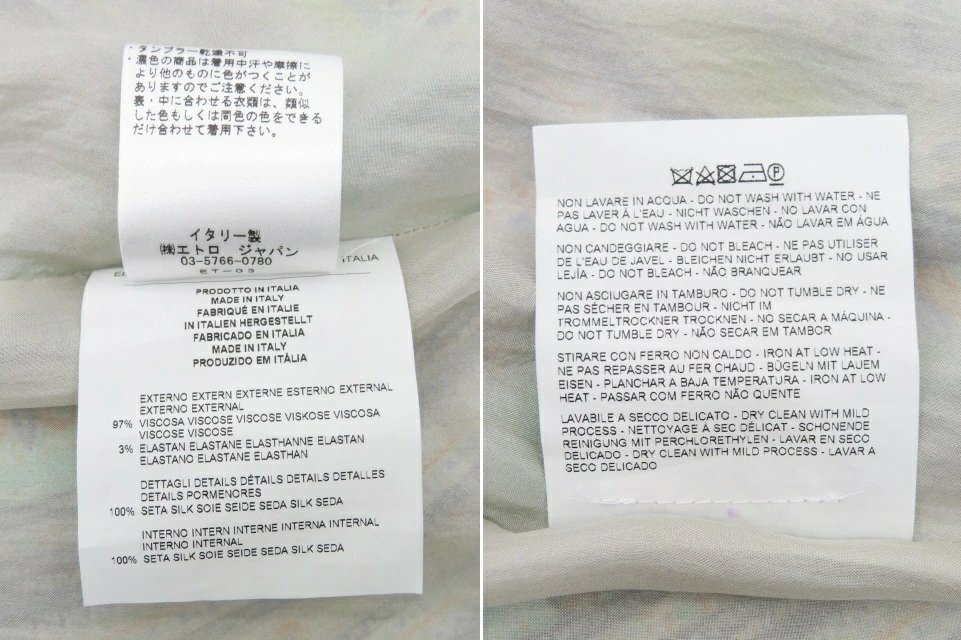 ・タンブラー乾燥不可
・濃色の商品は着用中汗や摩擦に
より他のものに色がつくことが
ありますのでご注意ください。
裏・中に合わせる衣類は、類似
した色もしくは同色の色をできる
だけ合わせて着用下さい。
イタリー製
㈱エトロ ジャパン
03-5766-0780
ET-03
ITALIA
PRODOTTO IN ITALIA
MADE IN ITALY
FABRIQUÉ EN ITALIE
IN ITALIEN HERGESTELLT
FABRICADO EN ITALIA
MADE IN ITALY
PRODUZIDO EM ITÁLIA
EXTERNO EXTERN EXTERNE ESTERNO EXTERNAL
EXTERNO EXTERNAL
97% VISCOSA VISCOSE VISCOSE VISKOSE VISCOSA
VISCOSE VISCOSE
3% ELASTAN ELASTANE ELASTHANNE ELASTAN
ELASTANO ELASTANE ELASTHAN
DETTAGLI DETAILS DÉTAILS DETAILS DETALLES
DETAILS PORMENORES
100% SETA SILK SOIE SEIDE SEDA SILK SEDA
INTERNO INTERN INTERNE INTERNA INTERNAL
INTERNO INTERNAL
100% SETA SILK SOIE SEIDE SEDA SILK SEDA
NON LAVARE IN ACQUA - DO NOT WASH WITH WATER - NE
PAS LAVER À L'EAU - NICHT WASCHEN - NO LAVAR CON
AGUA - DO NOT WASH WITH WATER - NÃO LAVAR EM ÁGUA
NON CANDEGGIARE - DO NOT BLEACH - NE PAS UTILISER
DE L'EAU DE JAVEL - BLEICHEN NICHT ERLAUBT - NO USAR
LEJÍA - DO NOT BLEACH - NÃO BRANQUEAR
NON ASCIUGARE IN TAMBURO - DO NOT TUMBLE DRY - NE
PAS SÉCHER EN TAMBOUR - NICHT IM
TROMMELTROCKNER TROCKNEN - NO SECAR A MÁQUINA -
DO NOT TUMBLE DRY - NÃO SECAR EM TAMBOR
STIRARE CON FERRO NON CALDO - IRON AT LOW HEAT -
NE PAS REPASSER AU FER CHAUD - BÜGELN MIT LAUEM
EISEN - PLANCHAR A BAJA TEMPERATURA - IRON AT LOW
HEAT - PASSAR COM FERRO NÃO QUENTE
LAVABILE A SECCO DELICATO - DRY CLEAN WITH MILD
PROCESS - NETTOYAGE À SEC DÉLICAT - SCHONENDE
REINIGUNG MIT PERCHLORETHYLEN - LAVAR EN SECO
DELICADO - DRY CLEAN WITH MILD PROCESS - LAVAR A
SECO DELICADO